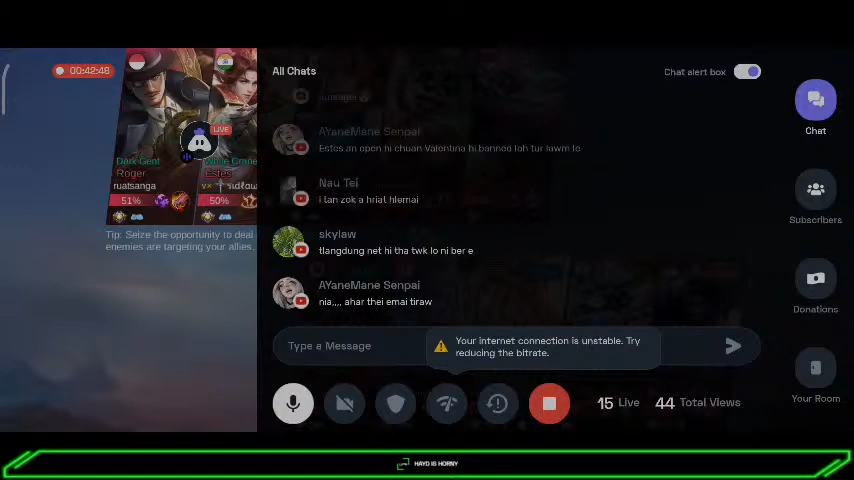 00:42:48
LIVE
Dark Gent
Roger
ruatsanga
51%
White Crane
Estes
50%
Tip: Seize the opportunity to deal
enemies are targeting your allies.
All Chats
Chat alert box
AYaneMane Senpai
Estes an open hi chuan Valentina hi banned loh tur lawm le
Nau Tei
i tan zok a hriat hlemai
skylaw
tlangdung net hi tha twk lo ni ber e
AYaneMane Senpai
nia,,,, ahar thei emai tiraw
Type a Message
Your internet connection is unstable. Try
reducing the bitrate.
15 Live
44 Total Views
Chat
Subscribers
Donations
Your Room
HAYD IS HORNY